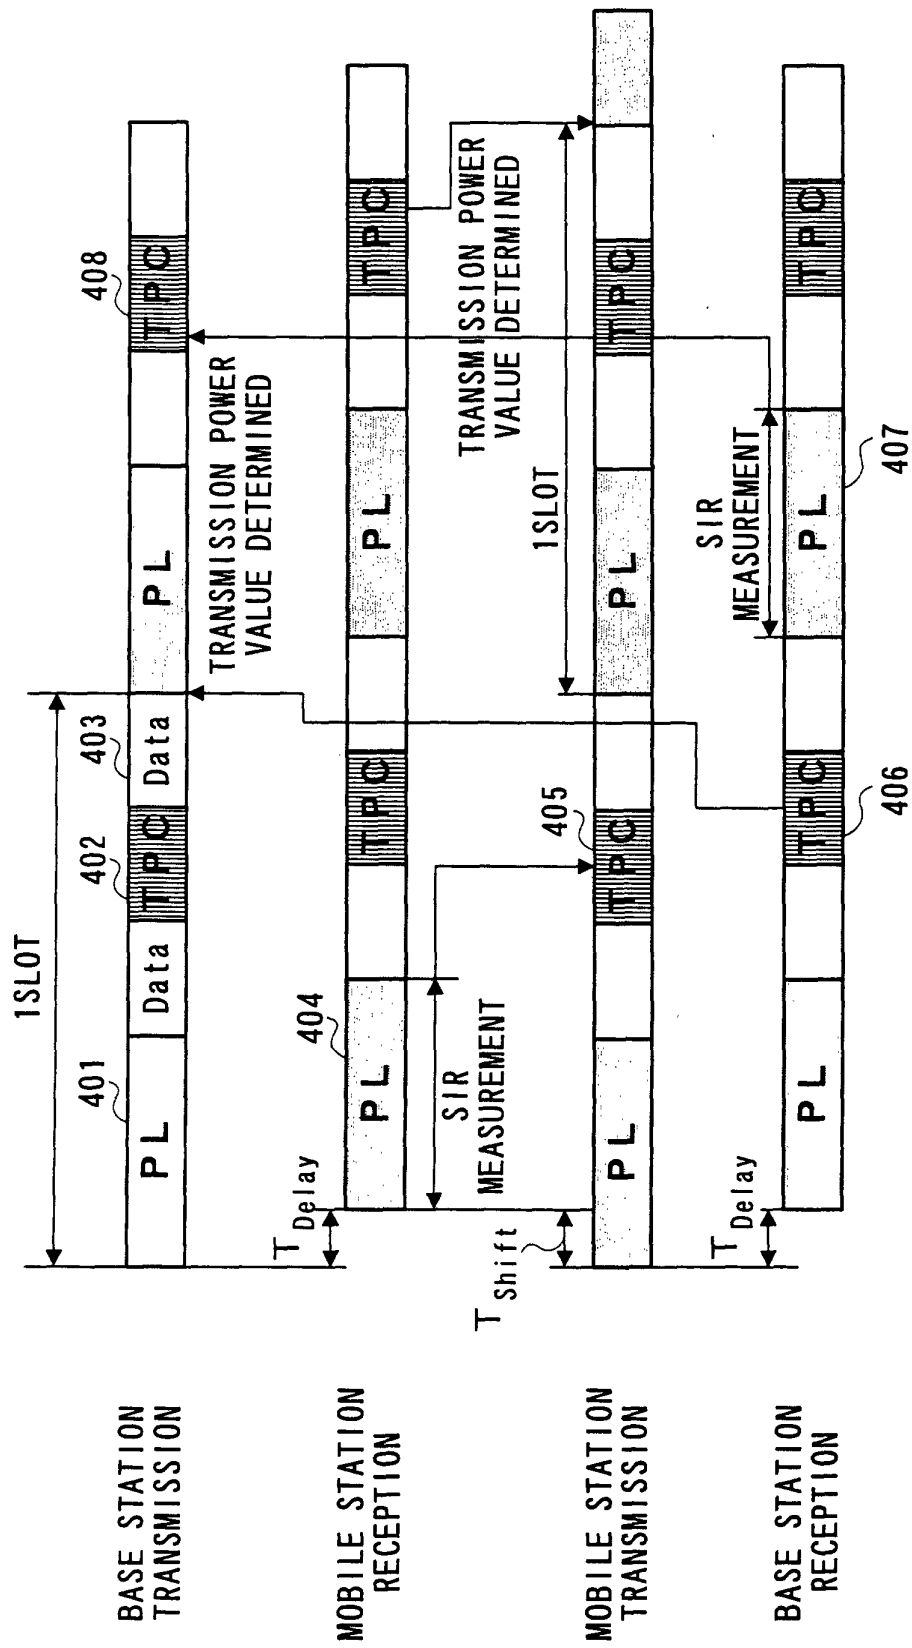 BASE STATION
TRANSMISSION
1SLOT
401
402
403
408
PL
Data
TPC
Data
PL
TPC
TRANSMISSION POWER
VALUE DETERMINED
MOBILE STATION
RECEPTION
T Delay
404
PL
TPC
PL
TPC
SIR
MEASUREMENT
TRANSMISSION POWER
VALUE DETERMINED
MOBILE STATION
TRANSMISSION
T Shift
405
1SLOT
PL
TPC
PL
TPC
BASE STATION
RECEPTION
T Delay
SIR
MEASUREMENT
PL
TPC
PL
TPC
406
407